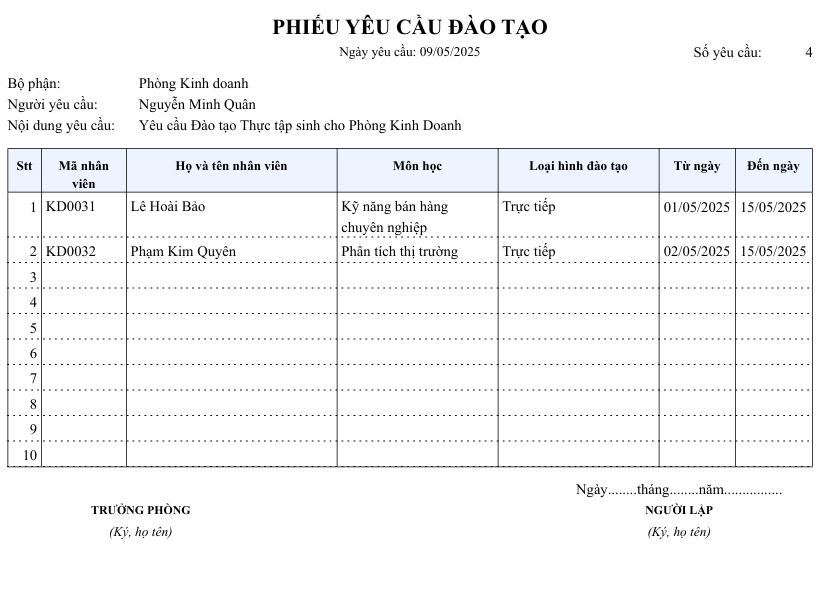 PHIẾU YÊU CẦU ĐÀO TẠO
Ngày yêu cầu: 09/05/2025 Số yêu cầu: 4
Bộ phận: Phòng Kinh doanh
Người yêu cầu: Nguyễn Minh Quân
Nội dung yêu cầu: Yêu cầu Đào tạo Thực tập sinh cho Phòng Kinh Doanh
Stt Mã nhân viên Họ và tên nhân viên Môn học Loại hình đào tạo Từ ngày Đến ngày
1 KD0031 Lê Hoài Bảo Kỹ năng bán hàng chuyên nghiệp Trực tiếp 01/05/2025 15/05/2025
2 KD0032 Phạm Kim Quyên Phân tích thị trường Trực tiếp 02/05/2025 15/05/2025
3
4
5
6
7
8
9
10
Ngày........tháng........năm................
TRƯỞNG PHÒNG NGƯỜI LẬP
(Ký, họ tên) (Ký, họ tên)